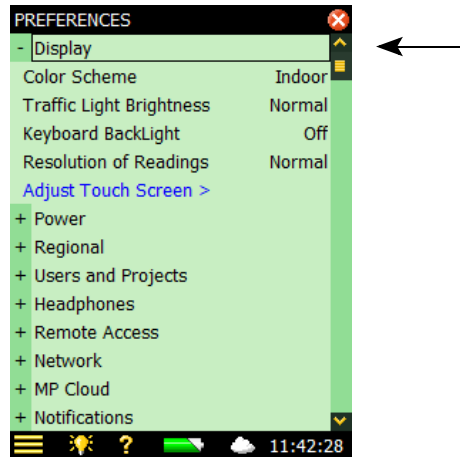 PREFERENCES
- Display
Color Scheme Indoor
Traffic Light Brightness Normal
Keyboard BackLight Off
Resolution of Readings Normal
Adjust Touch Screen >
+ Power
+ Regional
+ Users and Projects
+ Headphones
+ Remote Access
+ Network
+ MP Cloud
+ Notifications
? 11:42:28